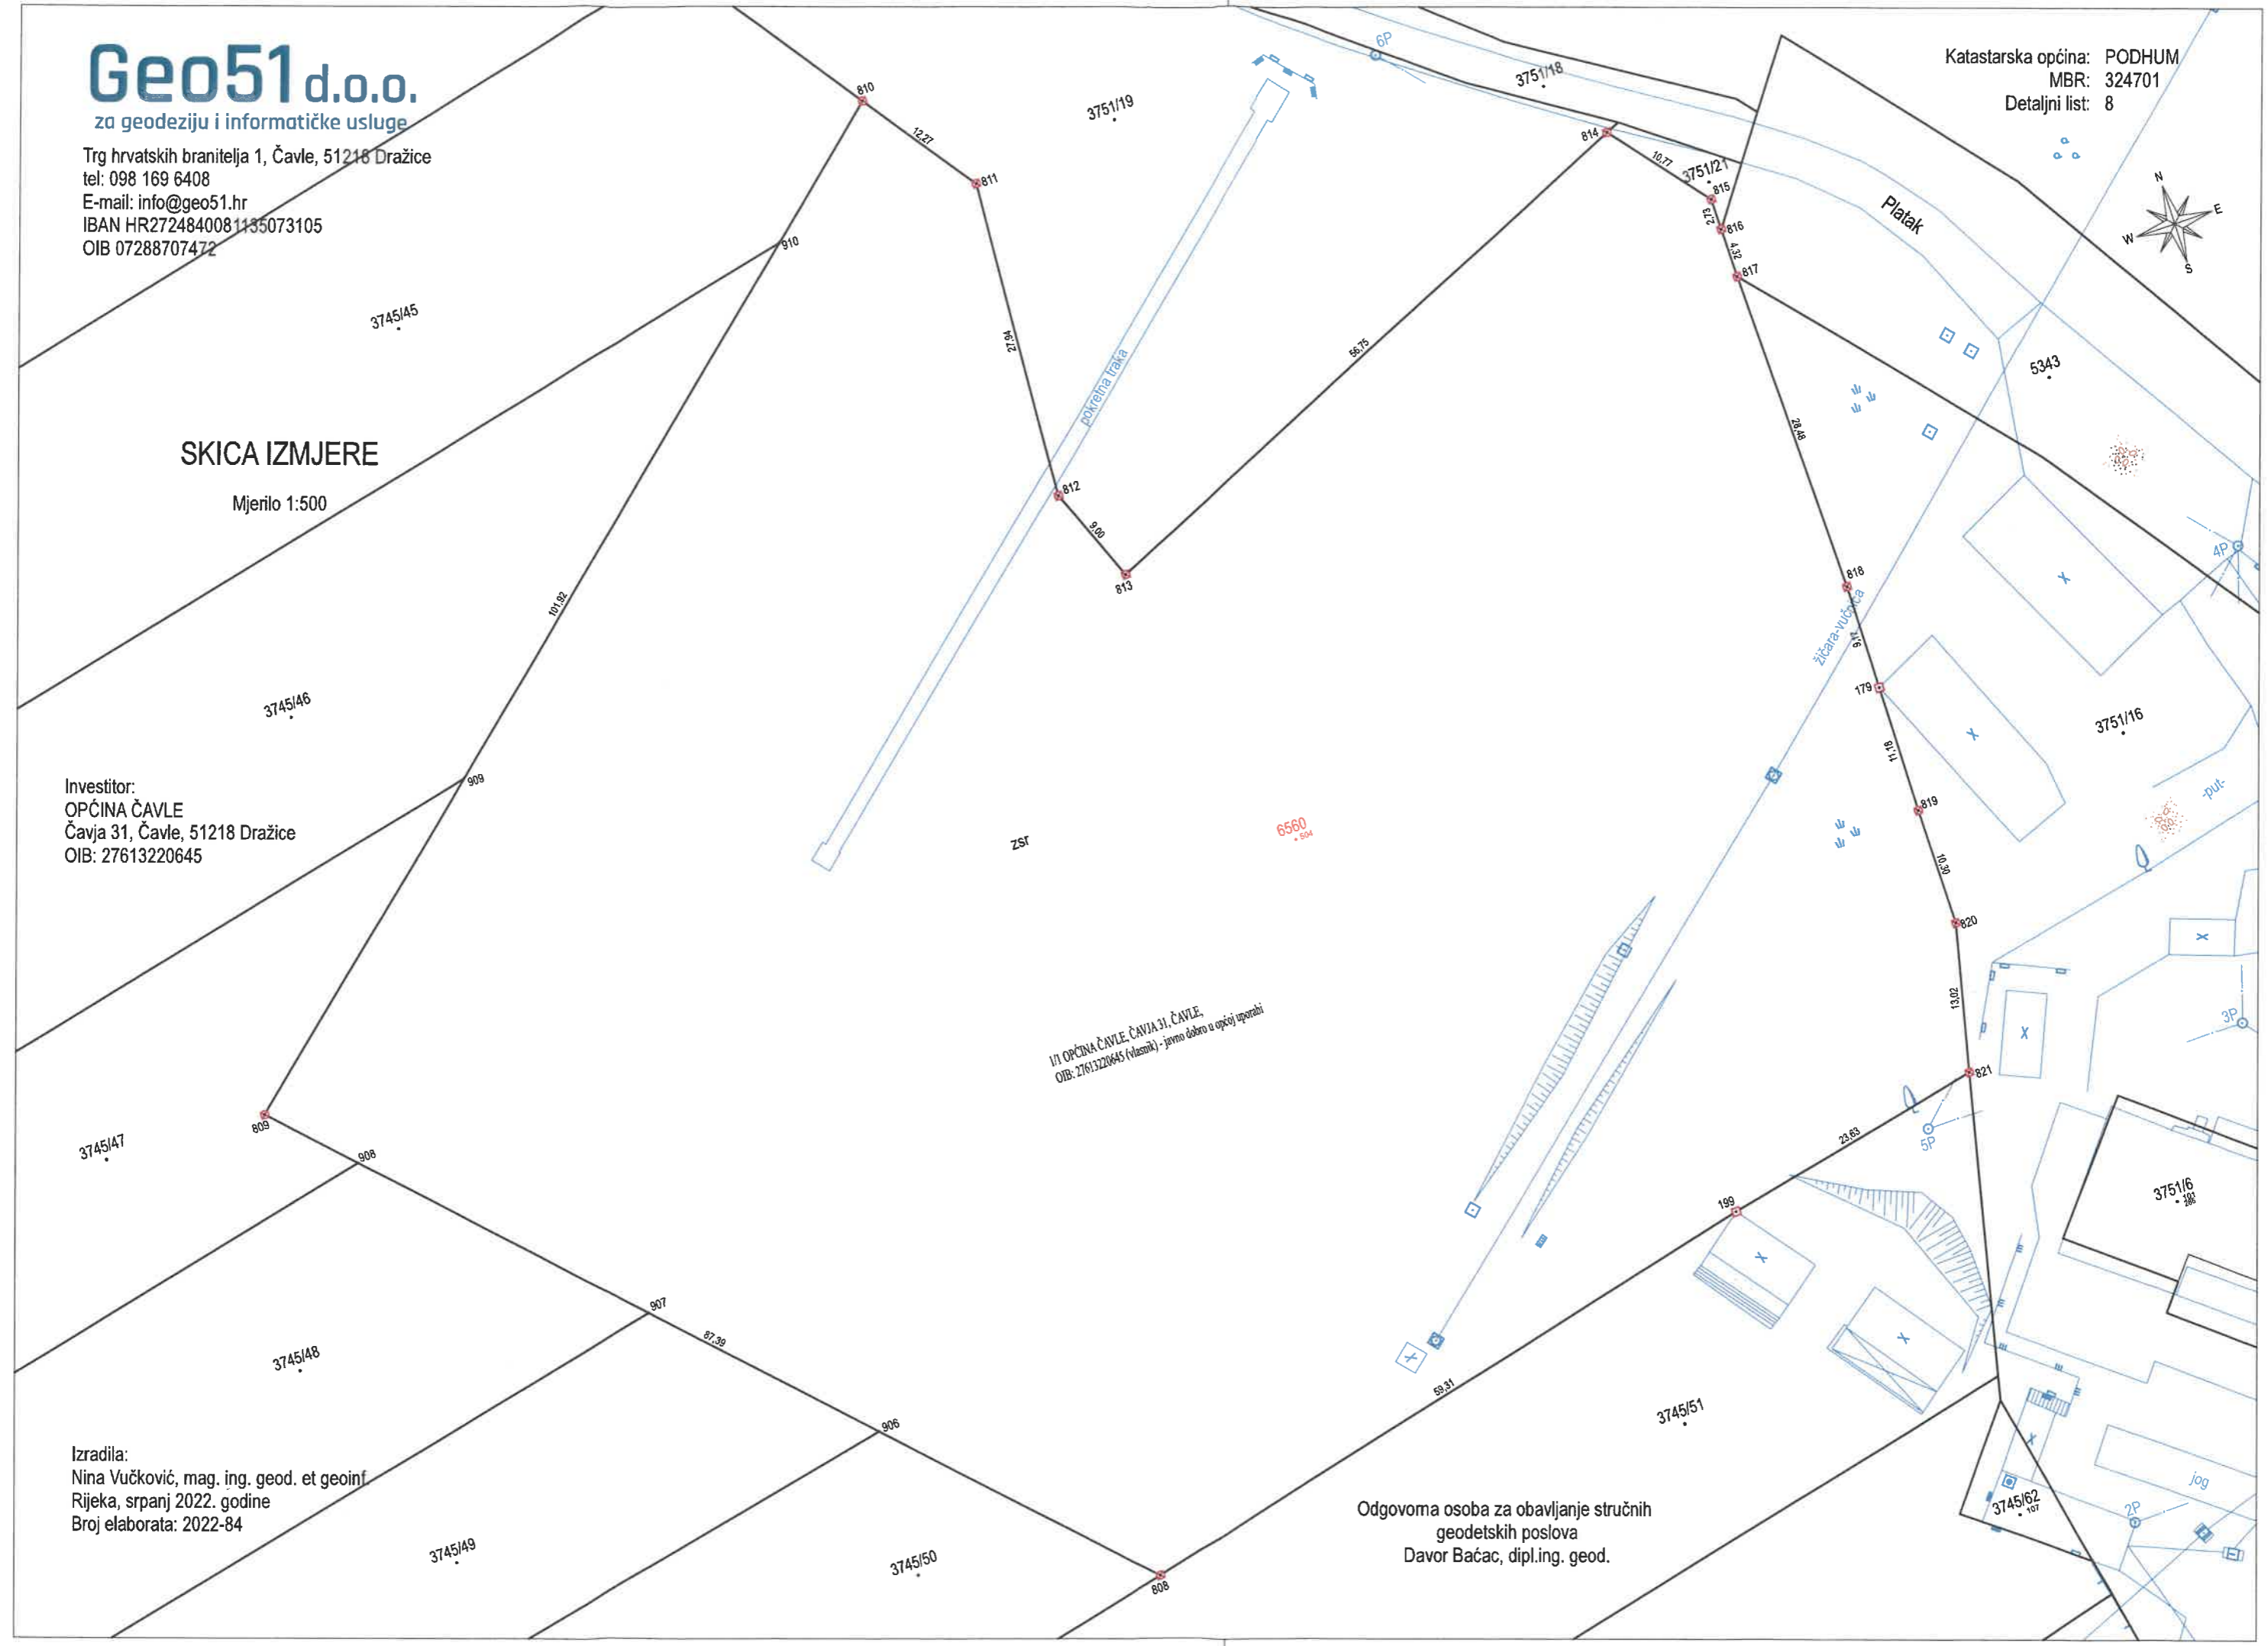 Geo51 d.o.o.
za geodeziju i informatičke usluge
Trg hrvatskih branitelja 1, Čavle, 51218 Dražice
tel: 098 169 6408
E-mail: info@geo51.hr
IBAN HR2724840081135073105
OIB 07288707472
Katastarska općina: PODHUM
MBR: 324701
Detaljni list: 8
N
E
W
S
SKICA IZMJERE
Mjerilo 1:500
Investitor:
OPĆINA ČAVLE
Čavja 31, Čavle, 51218 Dražice
OIB: 27613220645
Izradila:
Nina Vučković, mag. ing. geod. et geoinf.
Rijeka, srpanj 2022. godine
Broj elaborata: 2022-84
Odgovorna osoba za obavljanje stručnih
geodetskih poslova
Davor Baćac, dipl.ing. geod.
1/1 OPĆINA ČAVLE, ČAVJA 31, ČAVLE,
OIB: 27613220645 (vlasnik) - javno dobro u općoj uporabi
zsr
6560
504
pokretna traka
žičara-vučnica
Platak
-put-
jog
810
12,27
811
3751/19
6P
3751/18
814
10,77
3751/21
815
2,73
816
4,32
817
910
3745/45
27,94
56,75
5343
28,48
812
9,00
813
818
4P
101,92
9,17
179
3745/46
3751/16
11,18
909
819
10,30
820
13,02
3P
821
809
3745/47
908
23,63
5P
199
3751/6
191
907
87,39
3745/48
59,31
906
3745/51
3745/62
107
2P
3745/49
3745/50
808